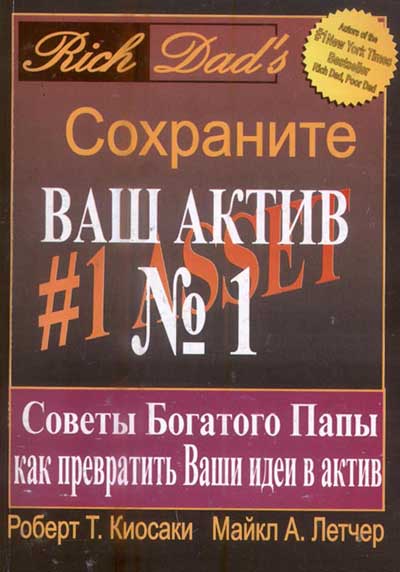 Rich Dad's
Autors of the
#1 New York Times
Bestseller
Rich Dad, Poor Dad
Сохраните
ВАШ АКТИВ
#1 ASSET
№ 1
Советы Богатого Папы
как превратить Ваши идеи в актив
Роберт Т. Киосаки Майкл А. Летчер